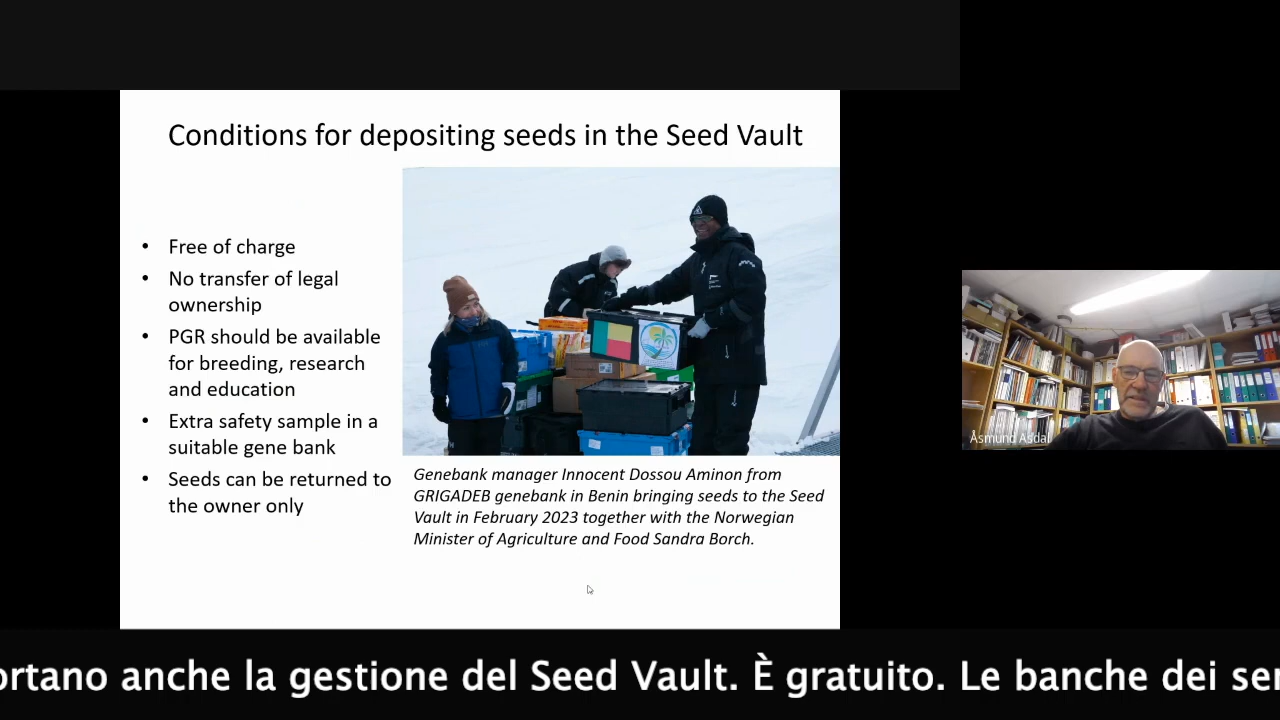 Conditions for depositing seeds in the Seed Vault
• Free of charge
• No transfer of legal
ownership
• PGR should be available
for breeding, research
and education
• Extra safety sample in a
suitable gene bank
• Seeds can be returned to
the owner only
Genebank manager Innocent Dossou Aminon from
GRIGADEB genebank in Benin bringing seeds to the Seed
Vault in February 2023 together with the Norwegian
Minister of Agriculture and Food Sandra Borch.
Åsmund Asdal
anche la gestione del Seed Vault. È gratuito. Le banche dei